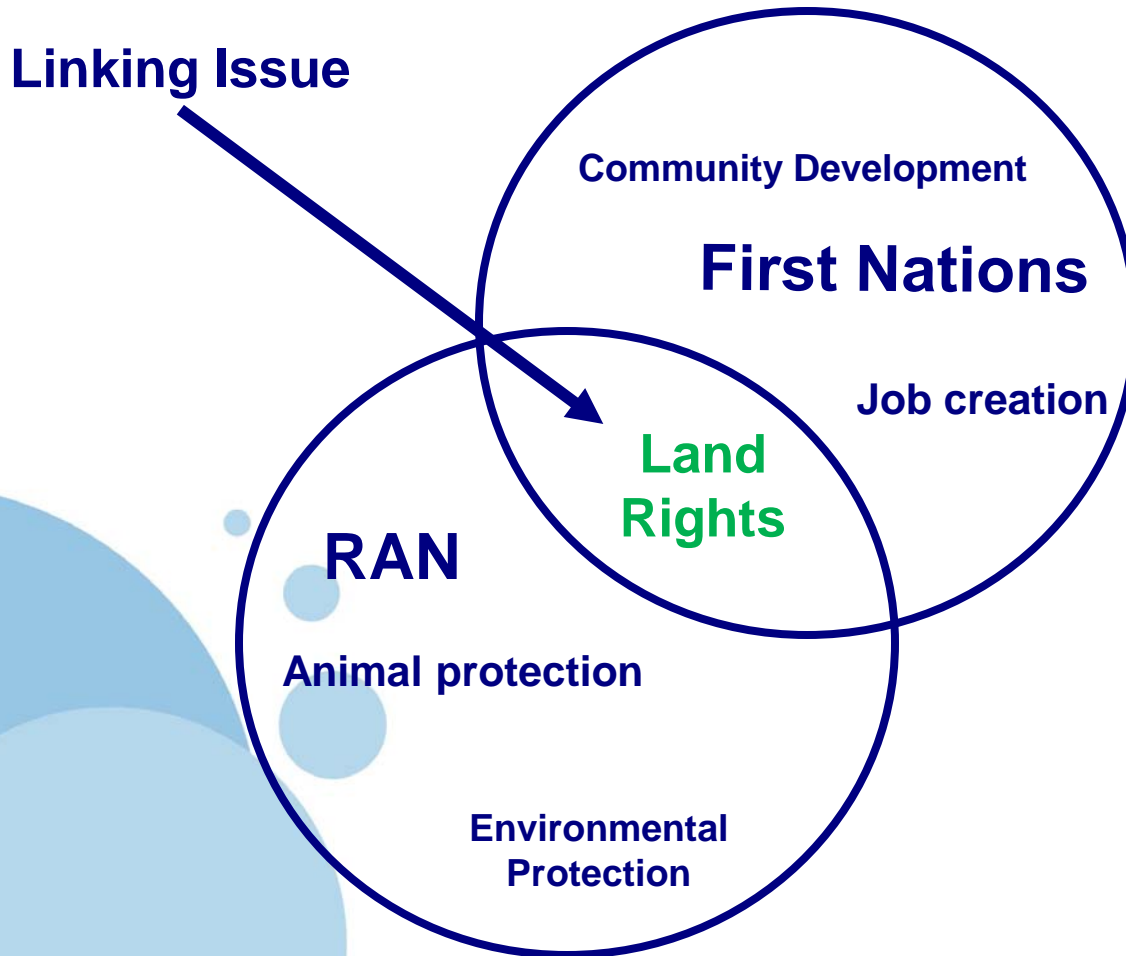 Linking Issue
Community Development
First Nations
Job creation
Land
Rights
RAN
Animal protection
Environmental
Protection